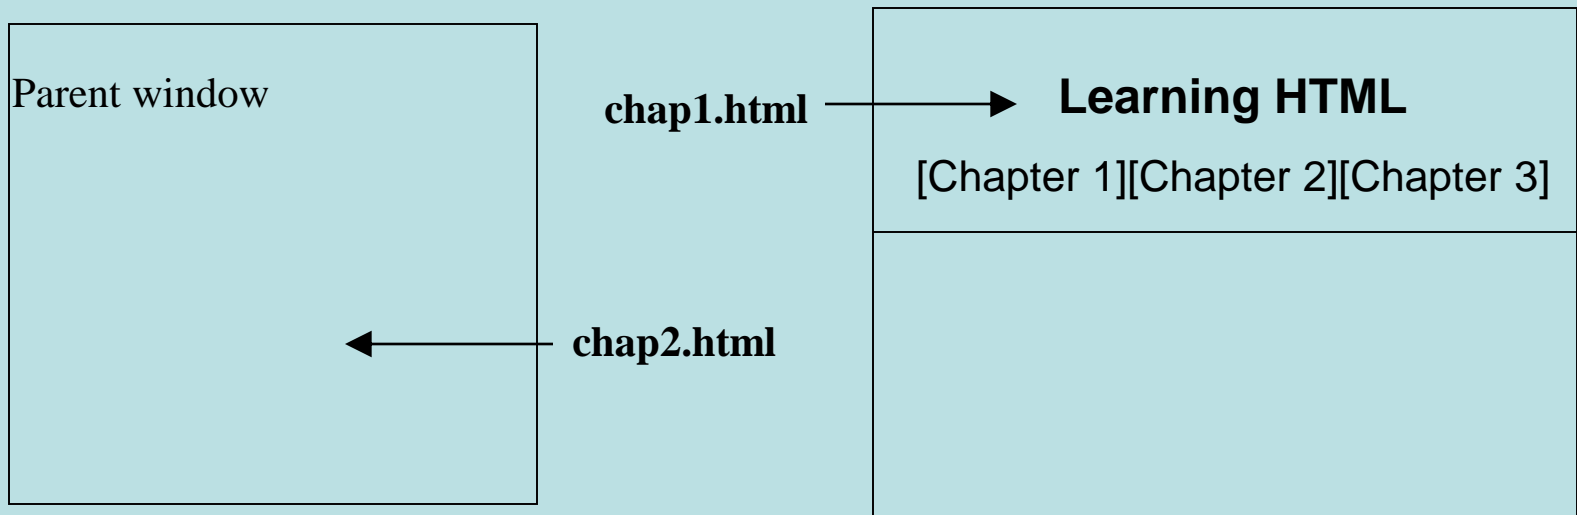 Parent window
chap1.html
Learning HTML
[Chapter 1][Chapter 2][Chapter 3]
chap2.html